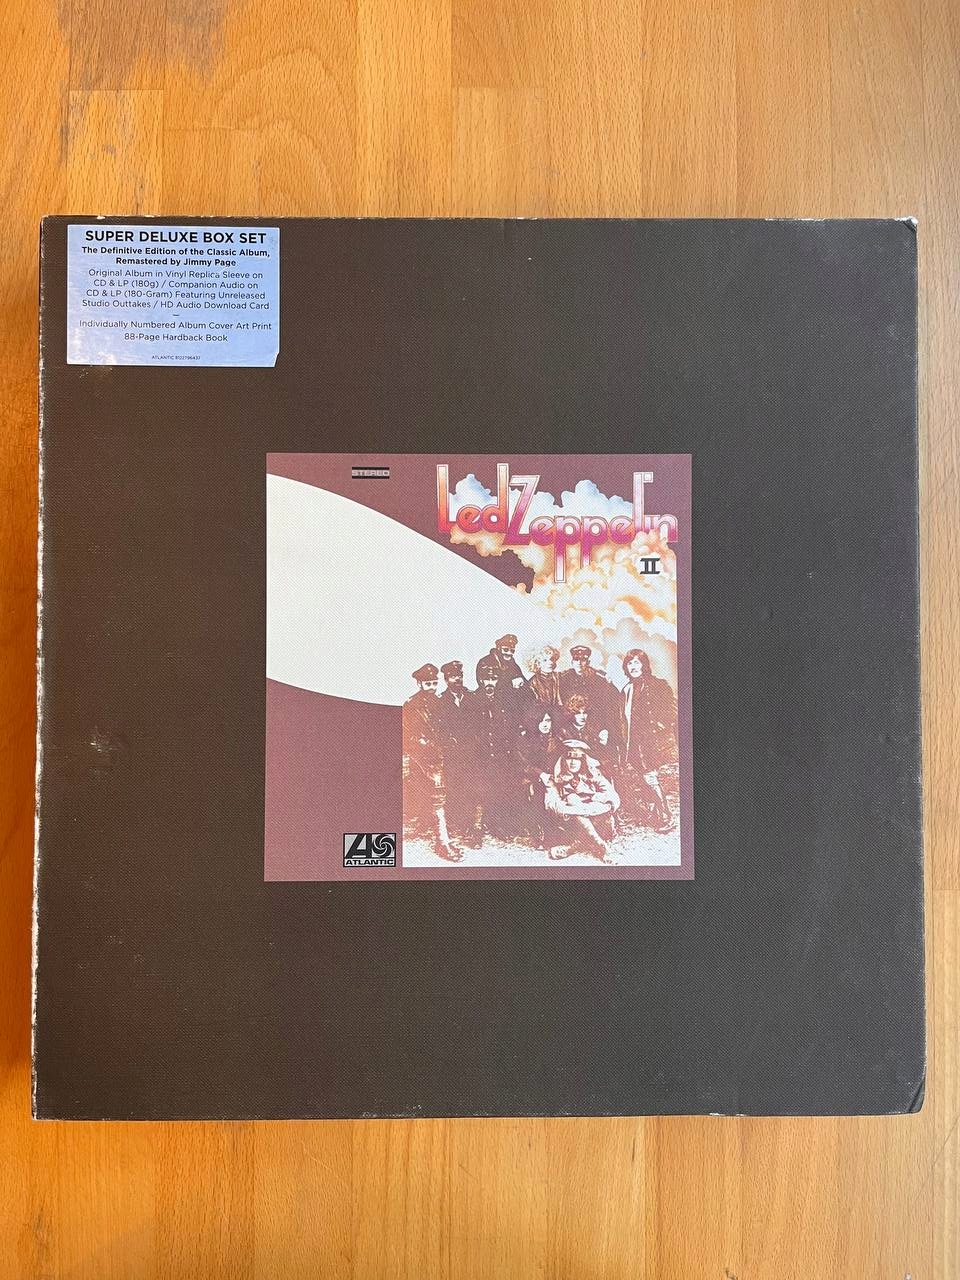 SUPER DELUXE BOX SET
The Definitive Edition of the Classic Album,
Remastered by Jimmy Page
Original Album in Vinyl Replica Sleeve on
CD & LP (180g) / Companion Audio on
CD & LP (180-Gram) Featuring Unreleased
Studio Outtakes / HD Audio Download Card
—
Individually Numbered Album Cover Art Print
88-Page Hardback Book
ATLANTIC 8122796437
STEREO
Led Zeppelin
II
ATLANTIC